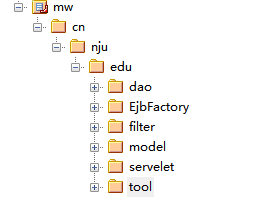 mw
cn
nju
edu
dao
EjbFactory
filter
model
servelet
tool